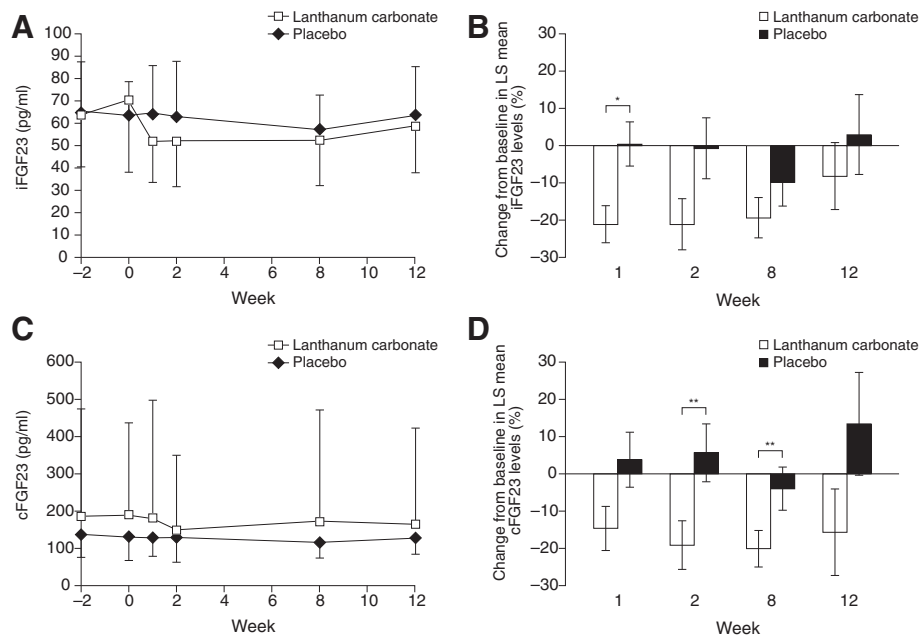 A
Lanthanum carbonate
Placebo
iFGF23 (pg/ml)
100
90
80
70
60
50
40
30
20
10
0
–2 0 2 4 6 8 10 12
Week
B
Lanthanum carbonate
Placebo
Change from baseline in LS mean
iFGF23 levels (%)
30
20
10
0
–10
–20
–30
*
1 2 8 12
Week
C
Lanthanum carbonate
Placebo
cFGF23 (pg/ml)
600
500
400
300
200
100
0
–2 0 2 4 6 8 10 12
Week
D
Lanthanum carbonate
Placebo
Change from baseline in LS mean
cFGF23 levels (%)
30
20
10
0
–10
–20
–30
**
**
1 2 8 12
Week